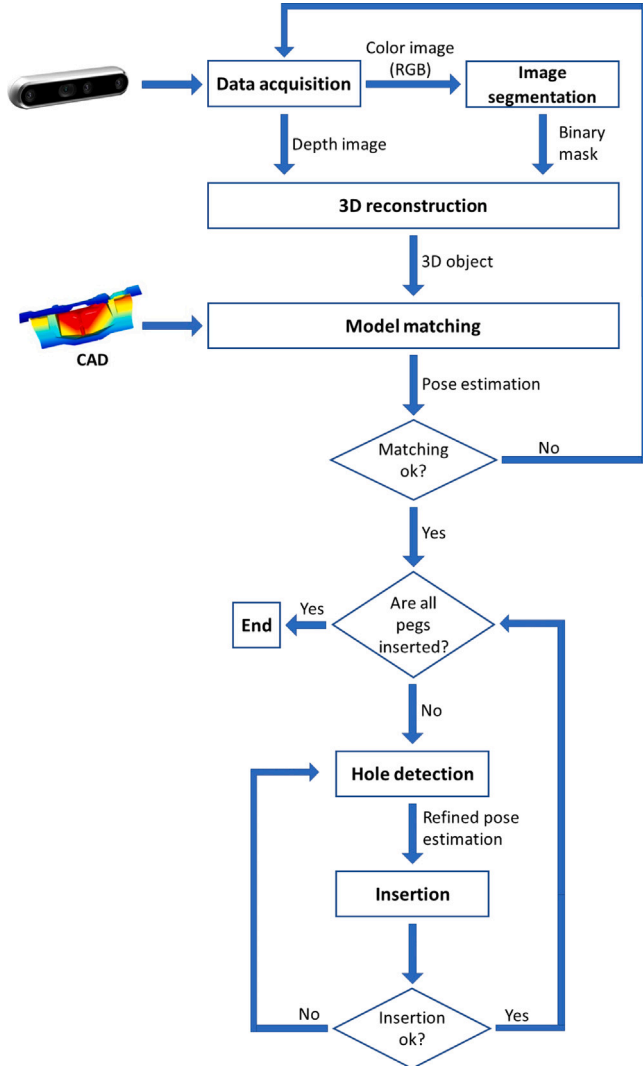 Color image
(RGB)
Data acquisition
Image
segmentation
Depth image
Binary
mask
3D reconstruction
3D object
Model matching
CAD
Pose estimation
Matching
ok?
No
Yes
Are all
pegs
inserted?
Yes
End
No
Hole detection
Refined pose
estimation
Insertion
Insertion
ok?
No
Yes